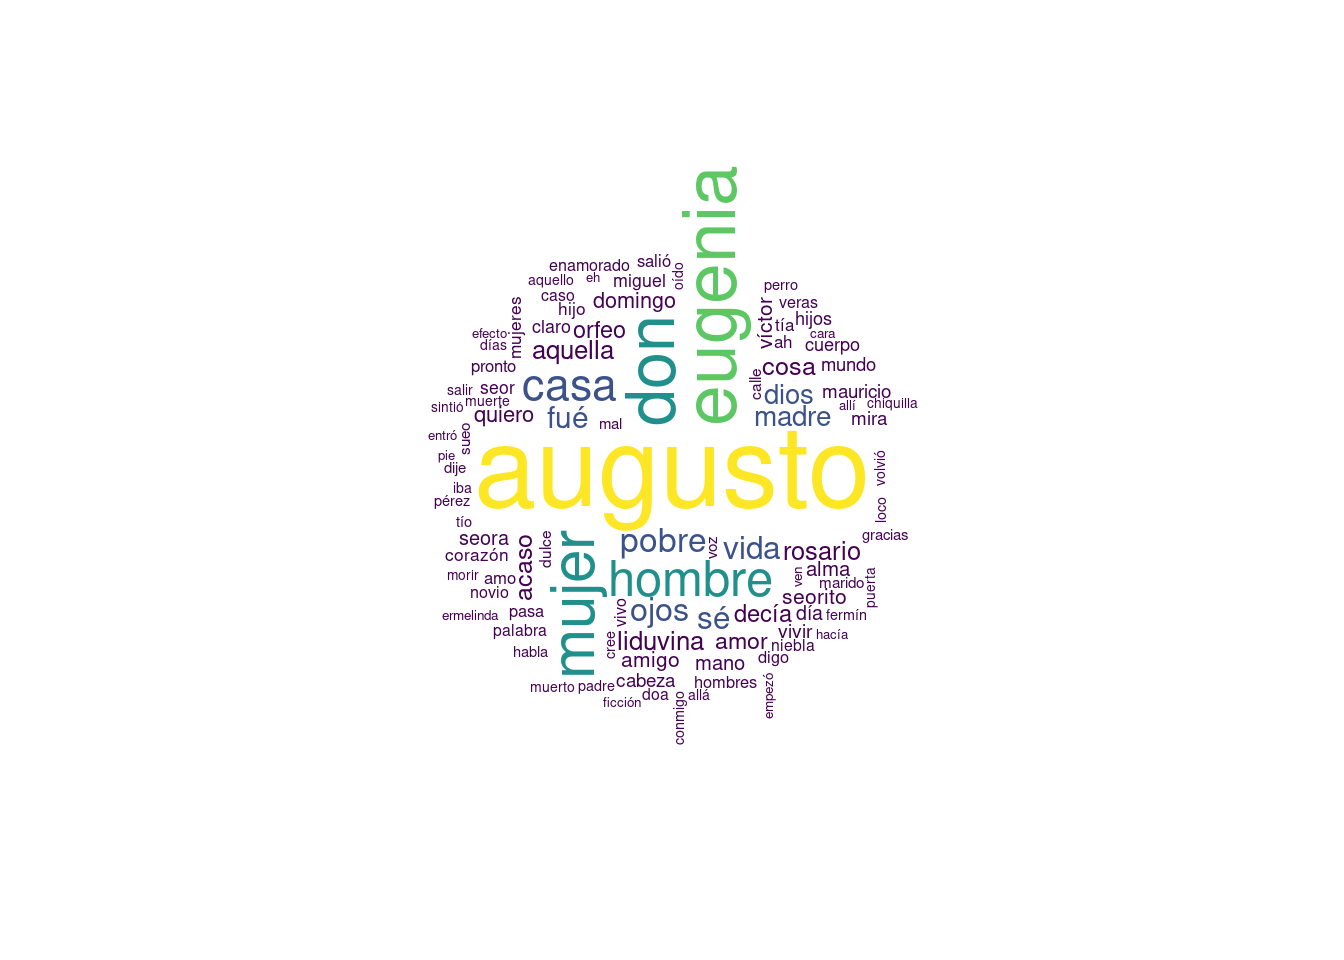 eugenia
enamorado
salió
oído
aquello
eh
miguel
perro
caso
hijo
domingo
veras
mujeres
claro
orfeo
don
víctor
tía
hijos
efecto
días
aquella
ah
cara
cuerpo
pronto
casa
cosa
mundo
salir
seor
calle
dios
mauricio
sintió
muerte
quiero
fué
mal
madre
allí
chiquilla
mira
entró
sueo
pie
dije
augusto
volvió
iba
pérez
loco
tío
seora
corazón
acaso
dulce
mujer
pobre
voz
vida
rosario
gracias
morir
amo
novio
hombre
ven
alma
marido
puerta
seorito
ermelinda
pasa
vivo
ojos
sé
decía
día
fermín
palabra
cree
liduvina
amor
vivir
hacía
niebla
habla
amigo
mano
digo
muerto
padre
cabeza
hombres
empezó
ficción
doa
conmigo
allá